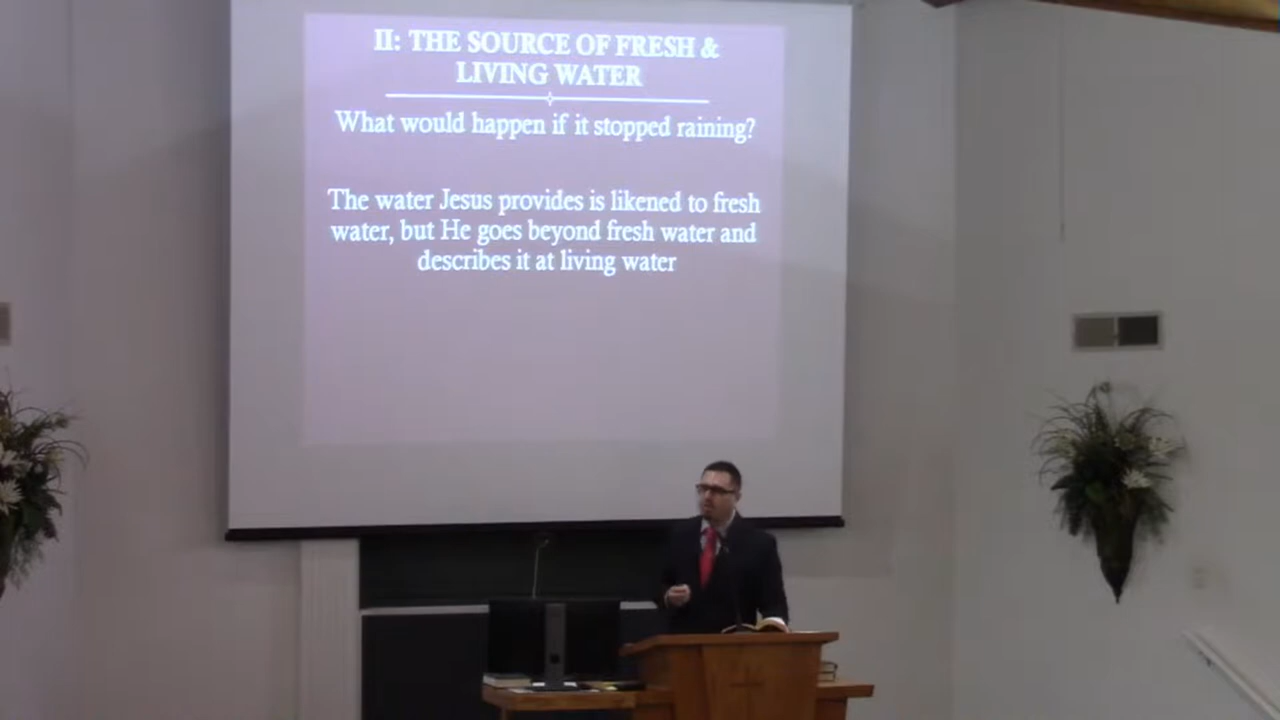 II: THE SOURCE OF FRESH &
LIVING WATER
What would happen if it stopped raining?
The water Jesus provides is likened to fresh
water, but He goes beyond fresh water and
describes it at living water